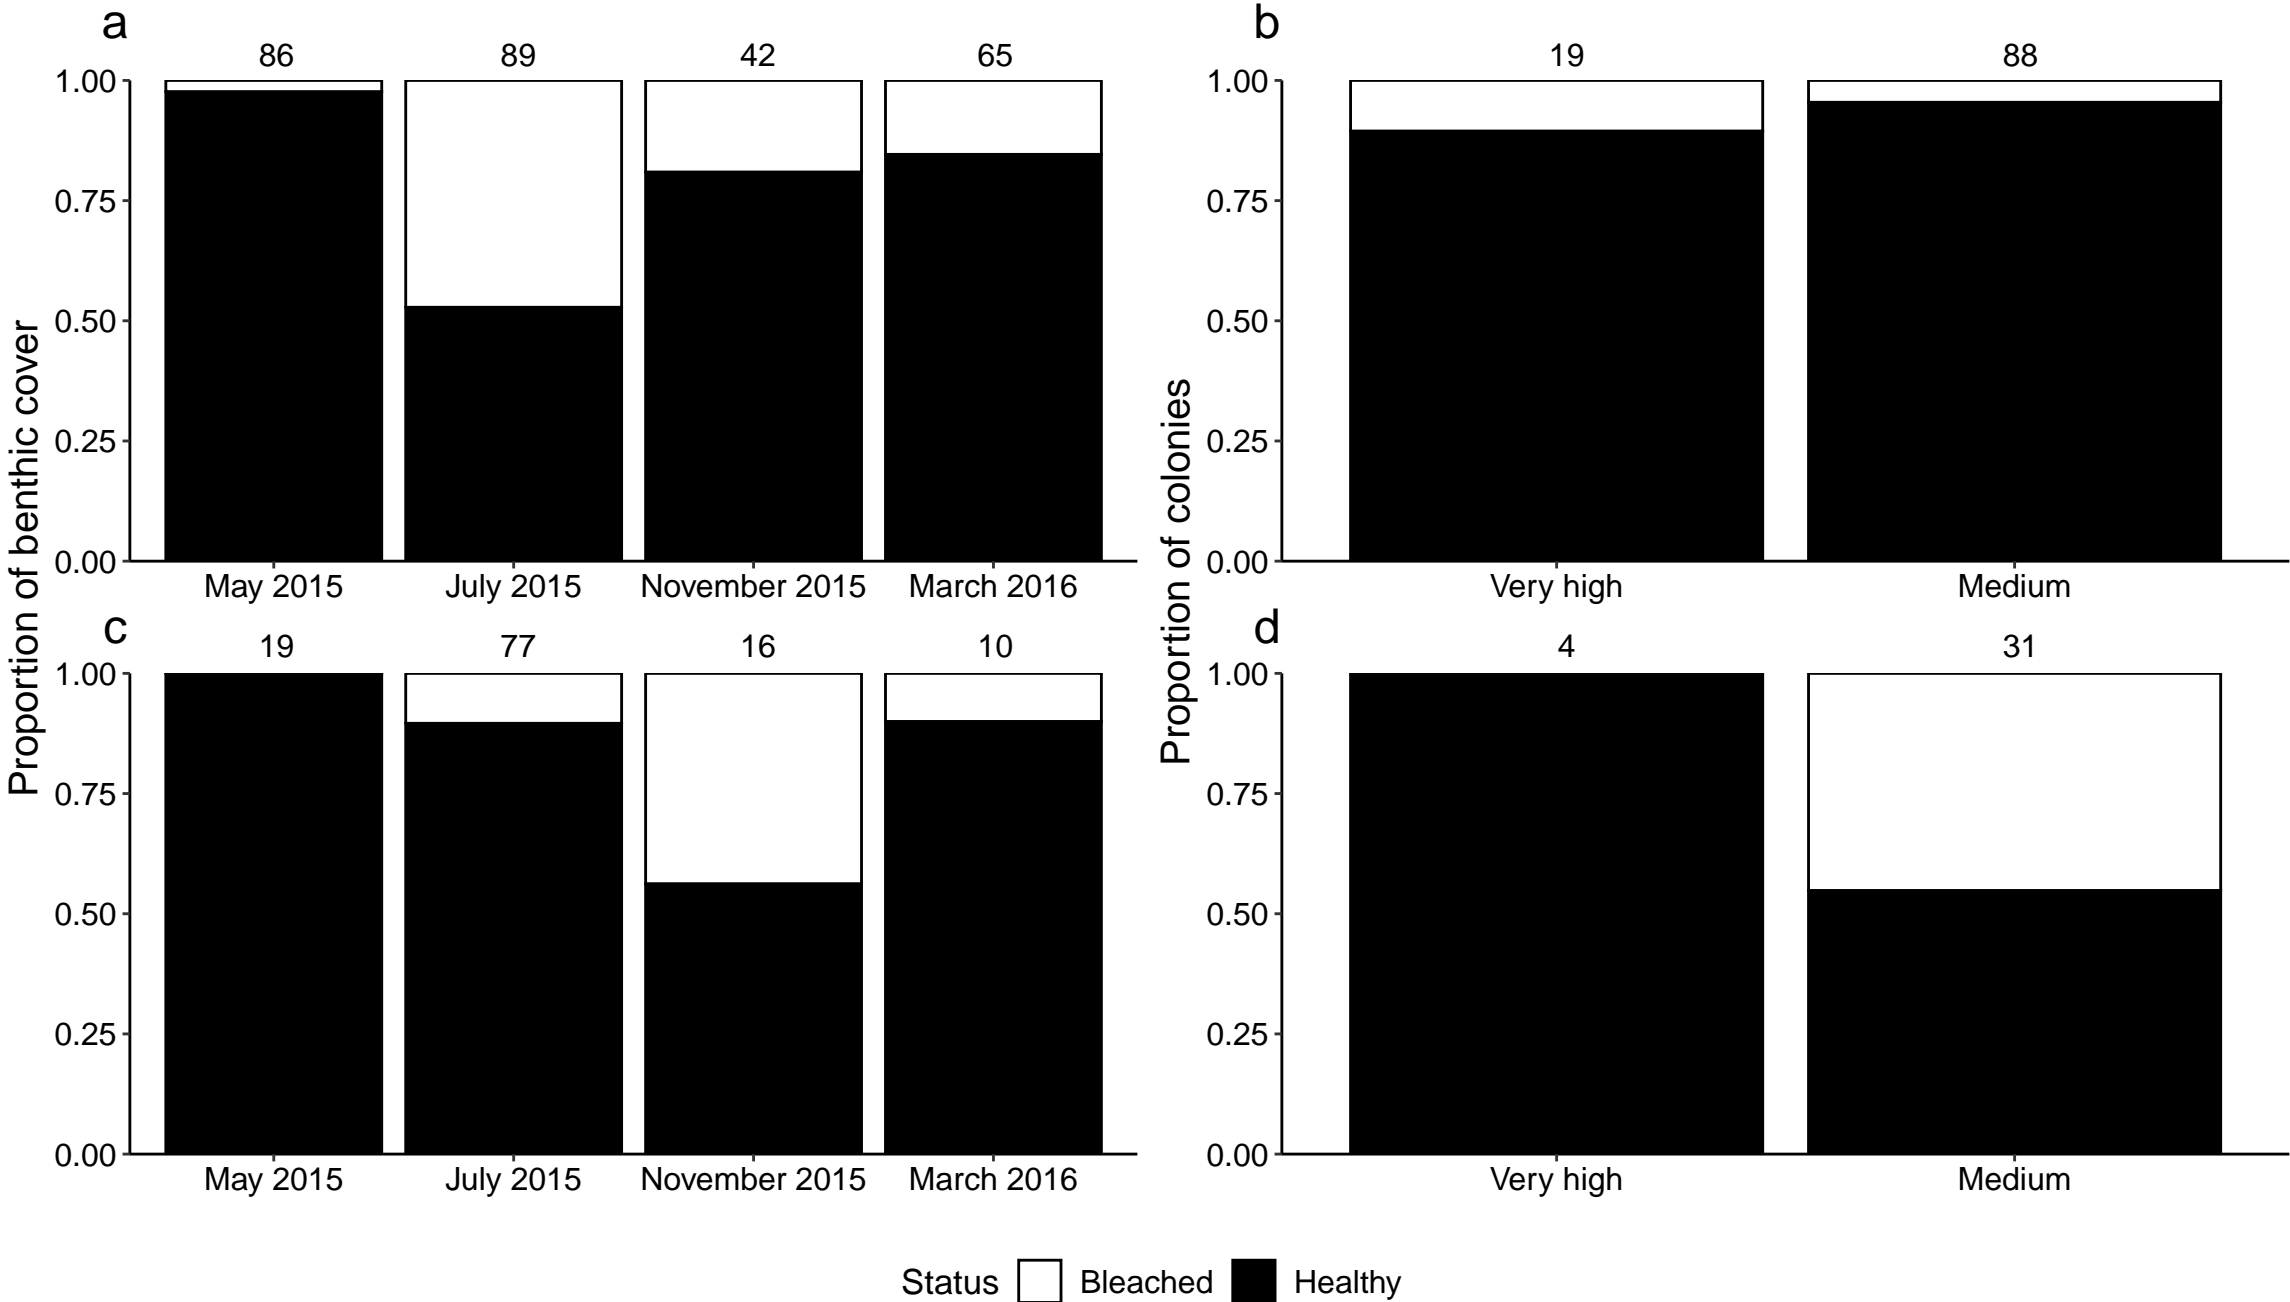 a
86 89 42 65
1.00
0.75
0.50
0.25
0.00
May 2015 July 2015 November 2015 March 2016
b
19 88
1.00
0.75
0.50
0.25
0.00
Very high Medium
c
19 77 16 10
1.00
0.75
0.50
0.25
0.00
May 2015 July 2015 November 2015 March 2016
d
4 31
1.00
0.75
0.50
0.25
0.00
Very high Medium
Proportion of benthic cover
Proportion of colonies
Status Bleached Healthy